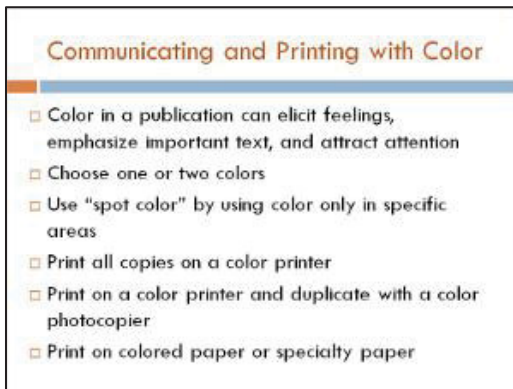 Communicating and Printing with Color
Color in a publication can elicit feelings,
emphasize important text, and attract attention
Choose one or two colors
Use “spot color” by using color only in specific
areas
Print all copies on a color printer
Print on a color printer and duplicate with a color
photocopier
Print on colored paper or specialty paper